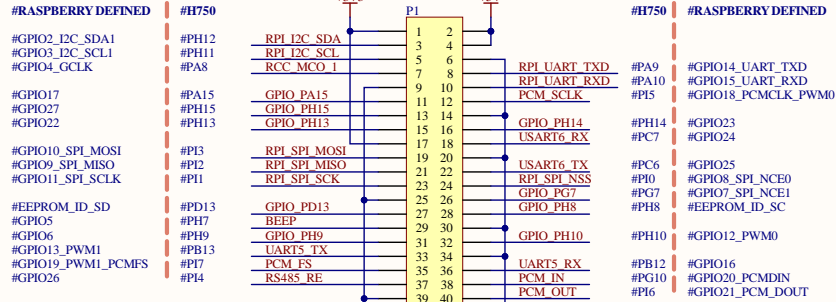 #RASPBERRY DEFINED #H750 P1 #H750 #RASPBERRY DEFINED
1 2
#GPIO2_I2C_SDA1 #PH12 RPI_I2C_SDA 3 4
#GPIO3_I2C_SCL1 #PH11 RPI_I2C_SCL 5 6
#GPIO4_GCLK #PA8 RCC_MCO_1 7 8 RPI_UART_TXD #PA9 #GPIO14_UART_TXD
9 10 RPI_UART_RXD #PA10 #GPIO15_UART_RXD
#GPIO17 #PA15 GPIO_PA15 11 12 PCM_SCLK #PI5 #GPIO18_PCMCLK_PWM0
#GPIO27 #PH15 GPIO_PH15 13 14
#GPIO22 #PH13 GPIO_PH13 15 16 GPIO_PH14 #PH14 #GPIO23
17 18 USART6_RX #PC7 #GPIO24
#GPIO10_SPI_MOSI #PI3 RPI_SPI_MOSI 19 20
#GPIO9_SPI_MISO #PI2 RPI_SPI_MISO 21 22 USART6_TX #PC6 #GPIO25
#GPIO11_SPI_SCLK #PI1 RPI_SPI_SCK 23 24 RPI_SPI_NSS #PI0 #GPIO8_SPI_NCE0
25 26 GPIO_PG7 #PG7 #GPIO7_SPI_NCE1
#EEPROM_ID_SD #PD13 GPIO_PD13 27 28 GPIO_PH8 #PH8 #EEPROM_ID_SC
#GPIO5 #PH7 BEEP 29 30
#GPIO6 #PH9 GPIO_PH9 31 32 GPIO_PH10 #PH10 #GPIO12_PWM0
#GPIO13_PWM1 #PB13 UART5_TX 33 34
#GPIO19_PWM1_PCMFS #PI7 PCM_FS 35 36 UART5_RX #PB12 #GPIO16
#GPIO26 #PI4 RS485_RE 37 38 PCM_IN #PG10 #GPIO20_PCMDIN
39 40 PCM_OUT #PI6 #GPIO21_PCM_DOUT